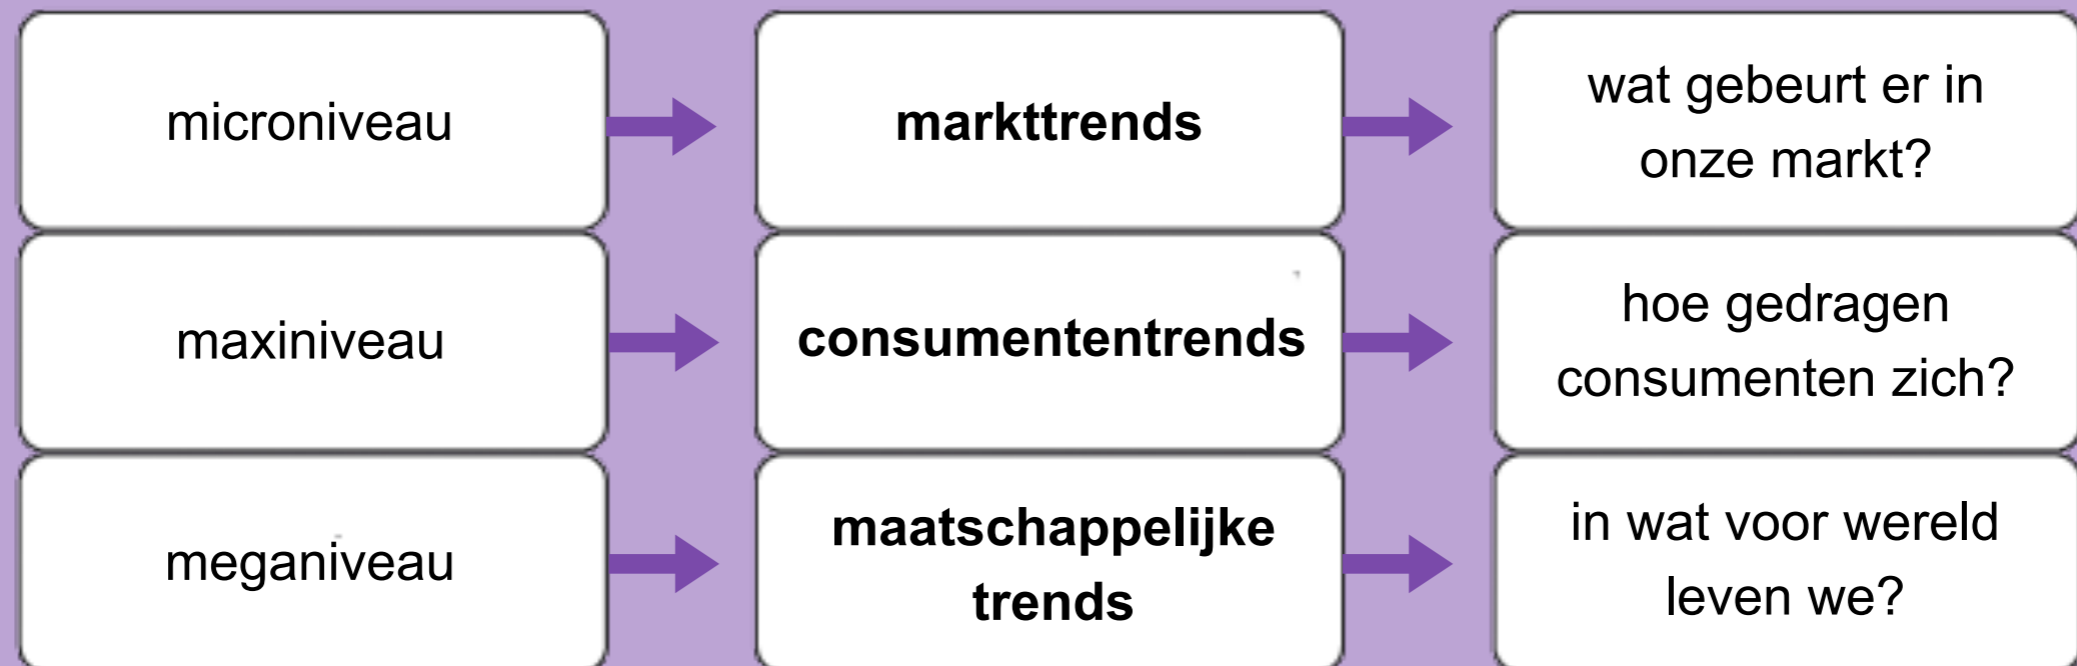 microniveau
markttrends
wat gebeurt er in
onze markt?
maxiniveau
consumententrends
hoe gedragen
consumenten zich?
meganiveau
maatschappelijke
trends
in wat voor wereld
leven we?